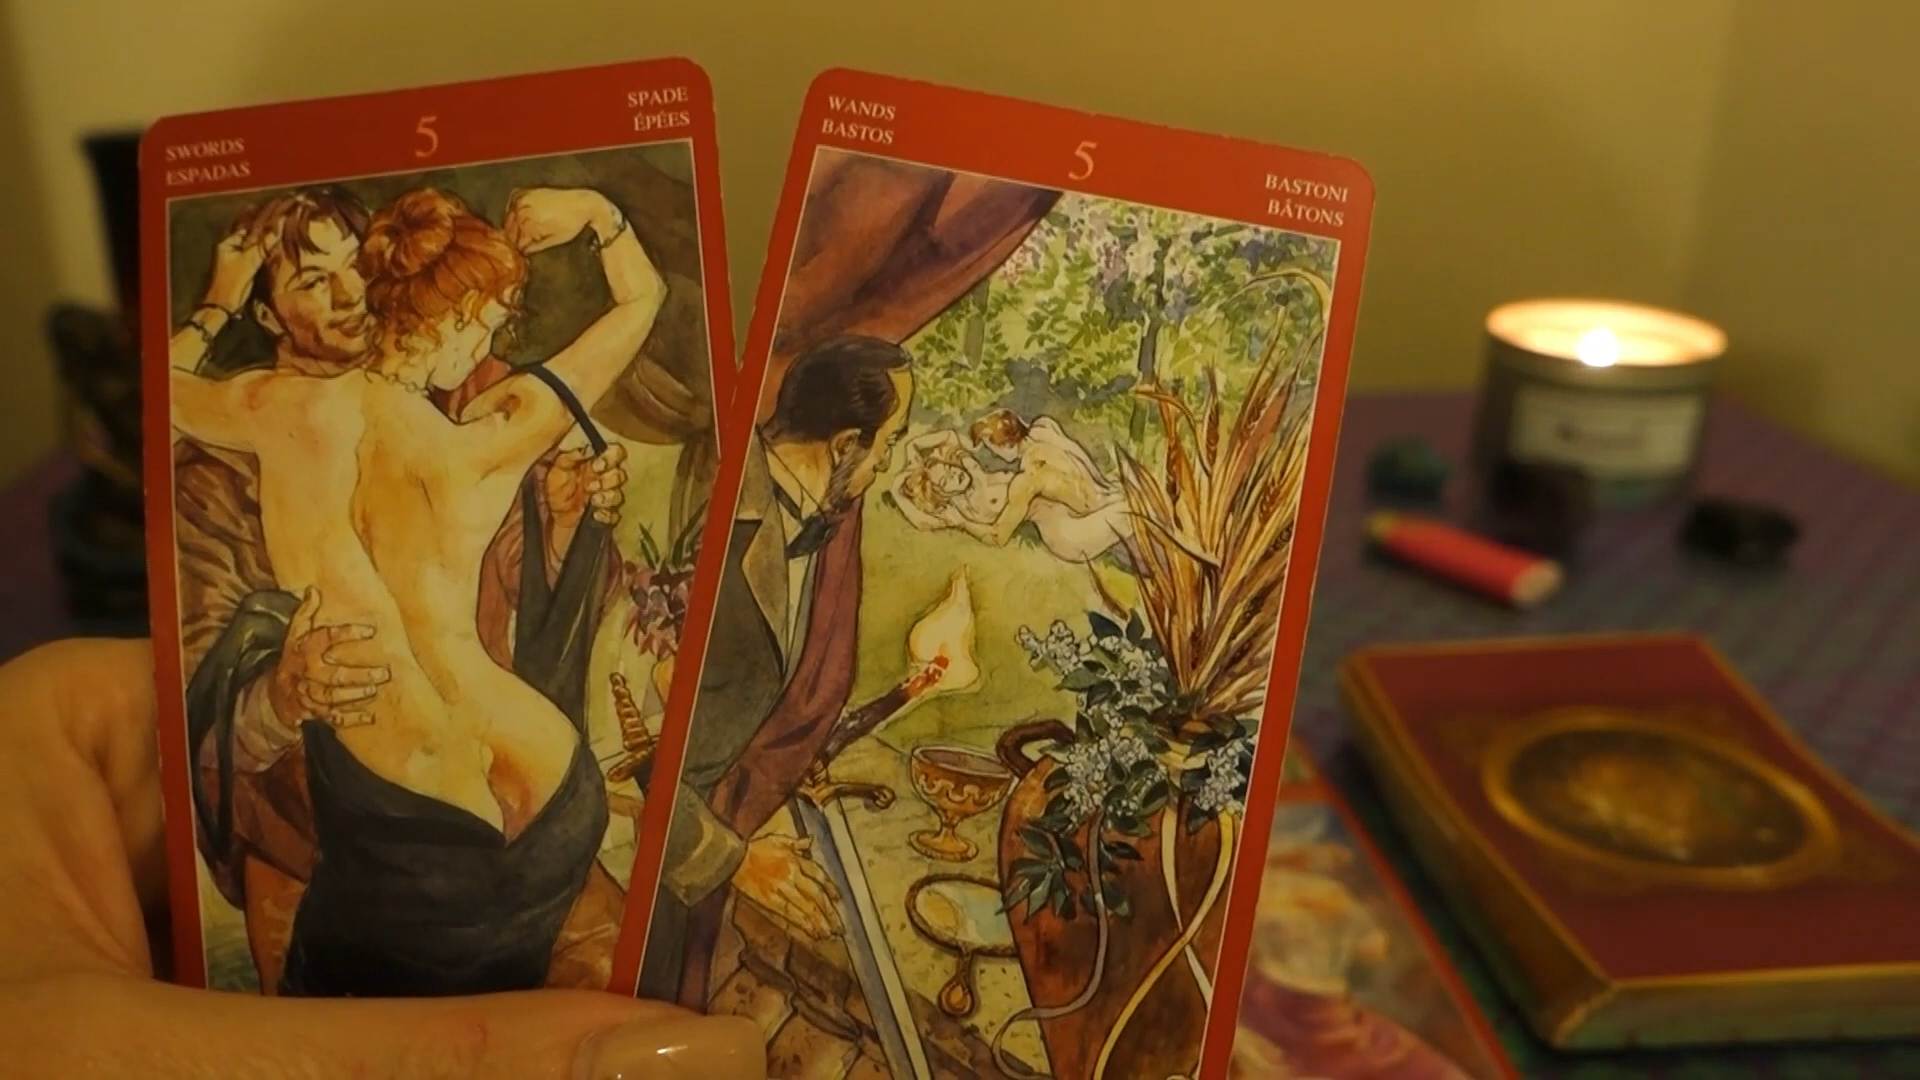 SWORDS
ESPADAS
5
SPADE
ÉPÉES
WANDS
BASTOS
5
BASTONI
BÂTONS